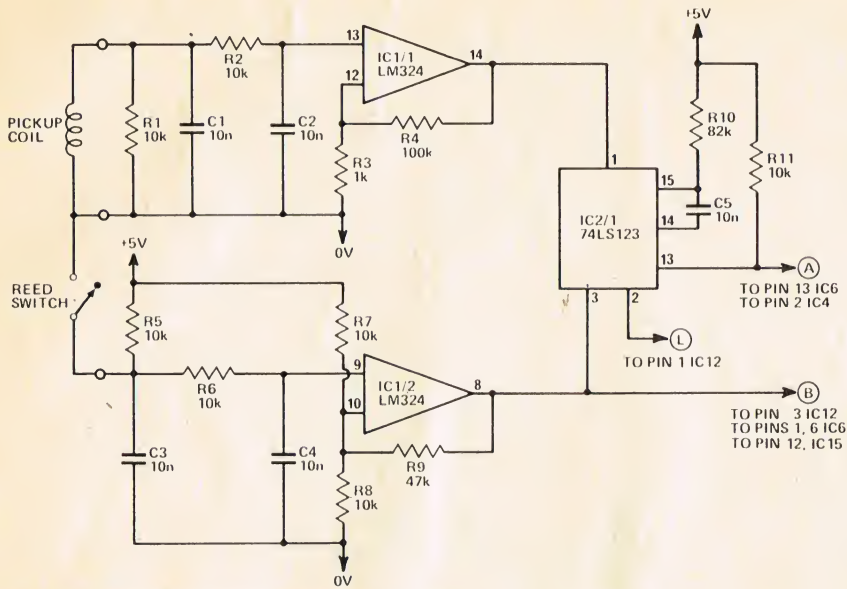 +5V
R2
10k
13
IC1/1
LM324
14
12
PICKUP
COIL
R1
10k
C1
10n
C2
10n
R4
100k
R3
1k
0V
R10
82k
R11
10k
1
15
C5
10n
IC2/1
74LS123
14
13
A
TO PIN 13 IC6
TO PIN 2 IC4
3
2
L
TO PIN 1 IC12
+5V
REED
SWITCH
R5
10k
R7
10k
R6
10k
9
IC1/2
LM324
8
10
B
TO PIN 3 IC12
TO PINS 1, 6 IC6
TO PIN 12, IC15
C3
10n
C4
10n
R9
47k
R8
10k
0V